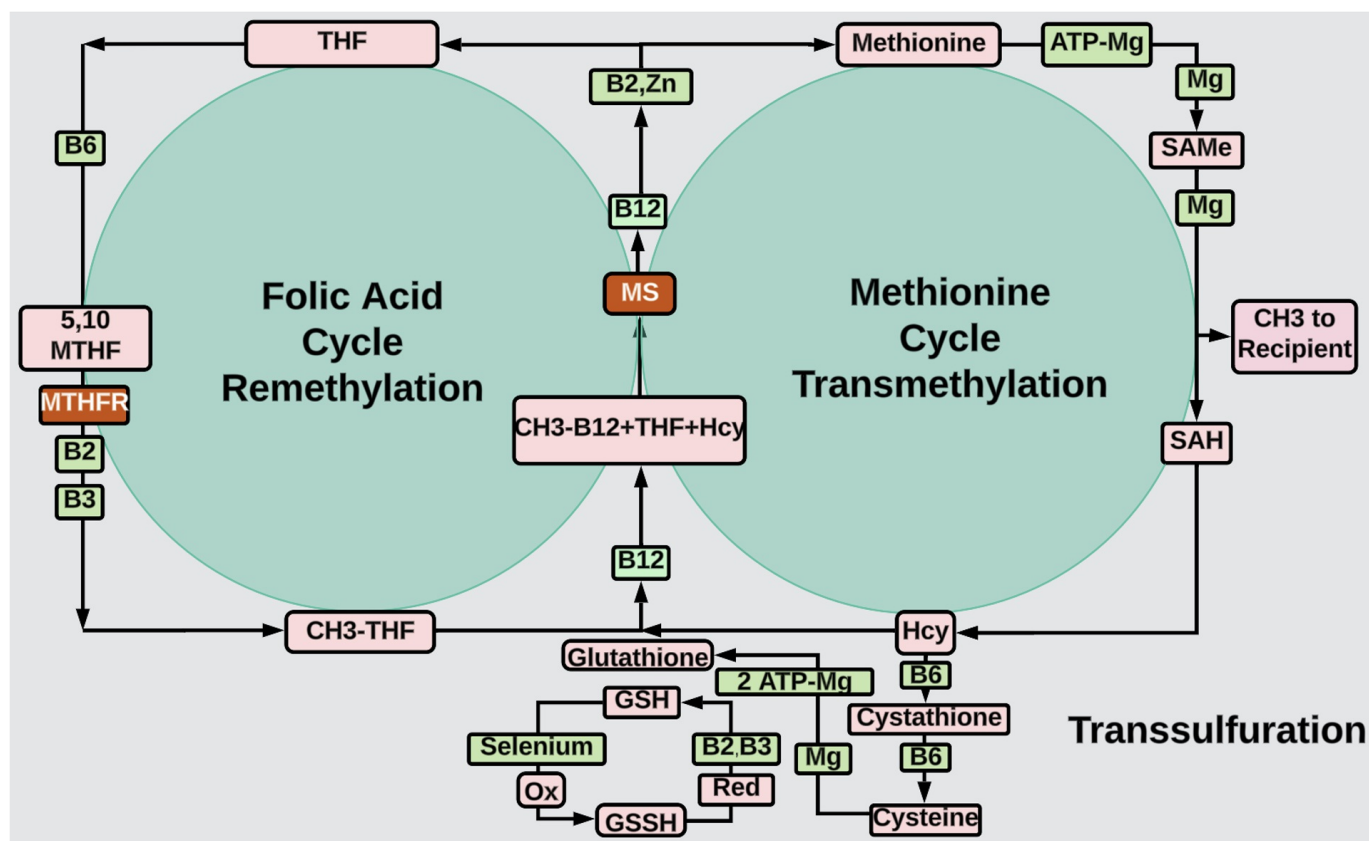 THF
Methionine
ATP-Mg
B2,Zn
Mg
B6
SAMe
B12
Mg
MS
Folic Acid
Cycle
Remethylation
Methionine
Cycle
Transmethylation
5,10
MTHF
CH3 to
Recipient
MTHFR
CH3-B12+THF+Hcy
B2
SAH
B3
B12
CH3-THF
Hcy
Glutathione
B6
2 ATP-Mg
GSH
Cystathione
Transsulfuration
Selenium
B2,B3
Mg
B6
Ox
Red
GSSH
Cysteine